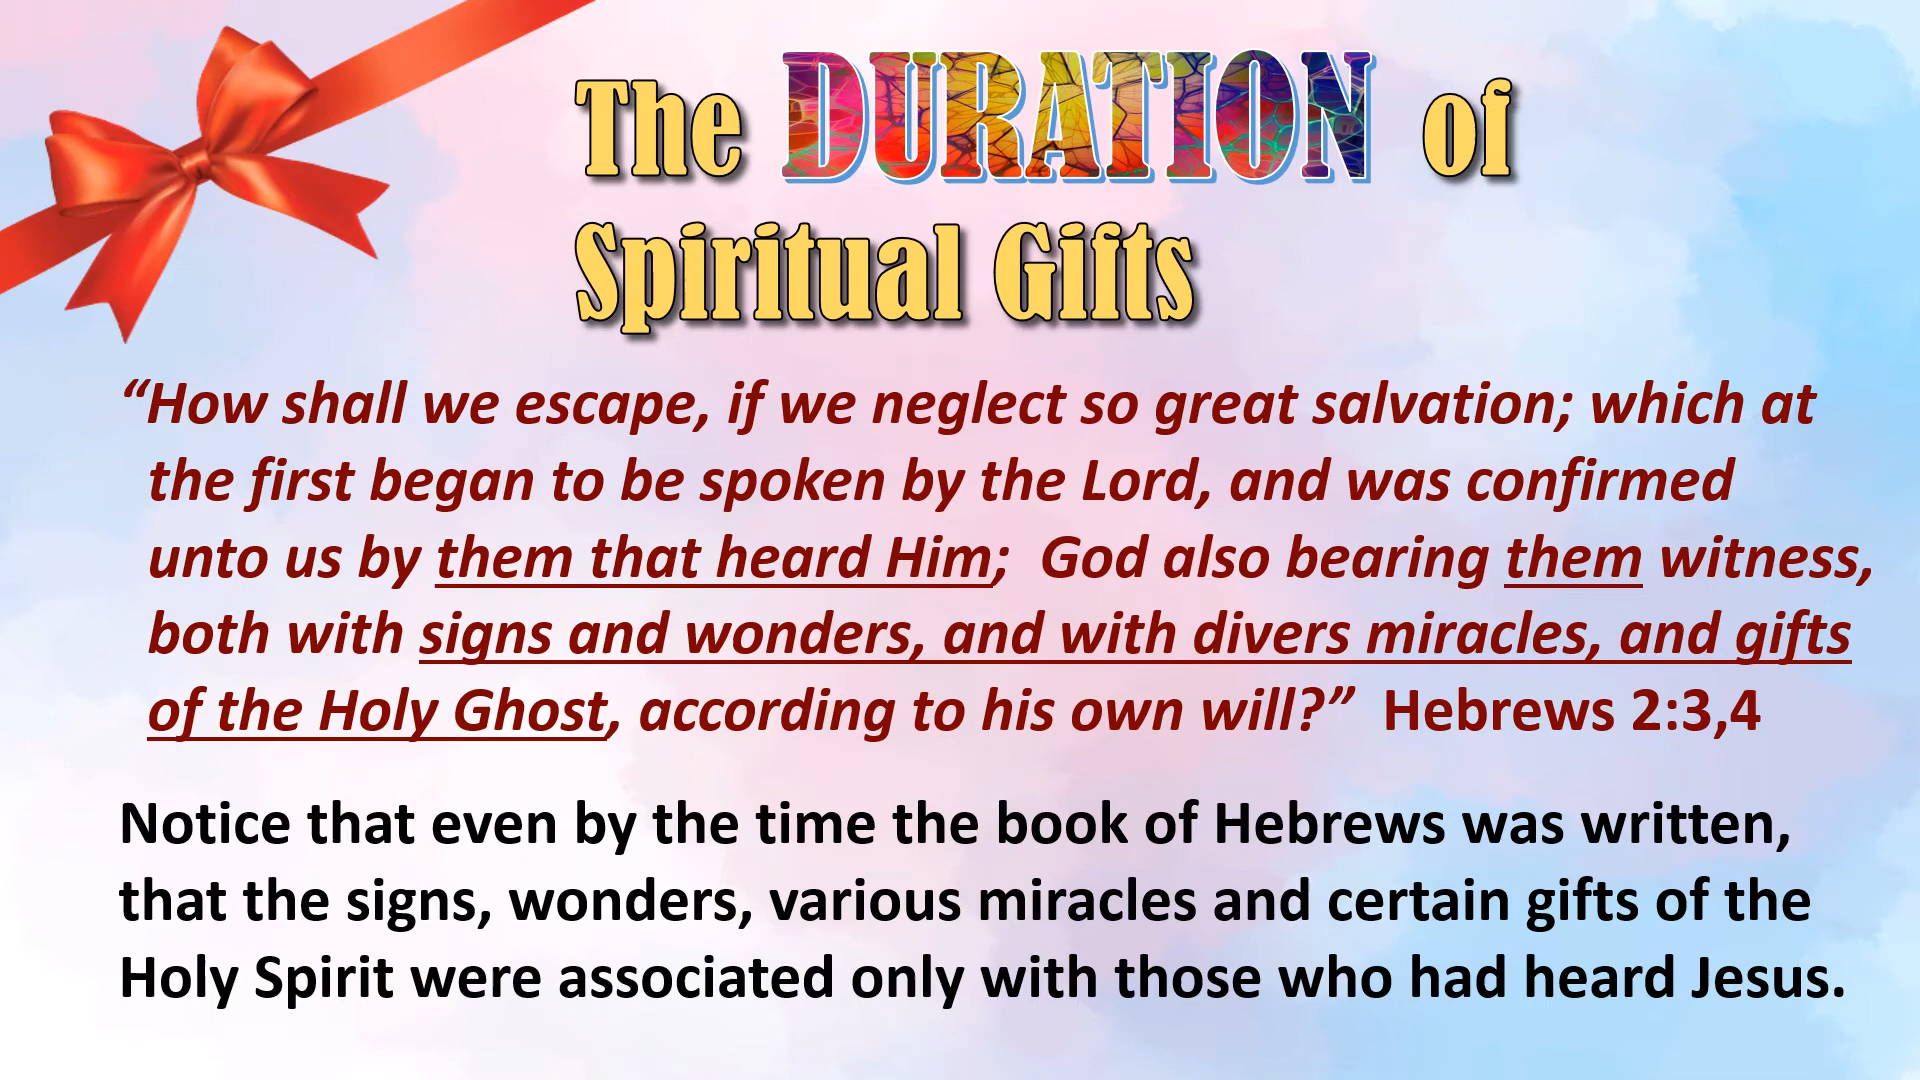 The DURATION of
Spiritual Gifts
“How shall we escape, if we neglect so great salvation; which at
the first began to be spoken by the Lord, and was confirmed
unto us by them that heard Him;  God also bearing them witness,
both with signs and wonders, and with divers miracles, and gifts
of the Holy Ghost, according to his own will?”  Hebrews 2:3,4
Notice that even by the time the book of Hebrews was written,
that the signs, wonders, various miracles and certain gifts of the
Holy Spirit were associated only with those who had heard Jesus.